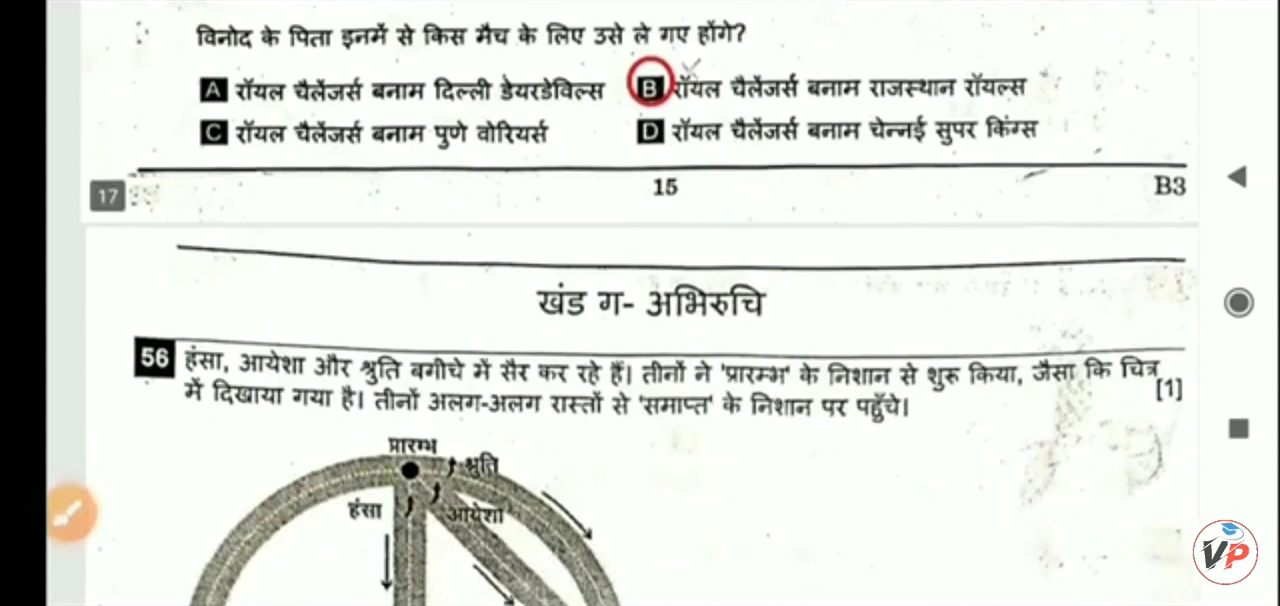 विनोद के पिता इनमें से किस मैच के लिए उसे ले गए होंगे?
A रॉयल चैलेंजर्स बनाम दिल्ली डेयरडेविल्स B रॉयल चैलेंजर्स बनाम राजस्थान रॉयल्स
C रॉयल चैलेंजर्स बनाम पुणे वोरियर्स D रॉयल चैलेंजर्स बनाम चेन्नई सुपर किंग्स
17 15 B3
खंड ग- अभिरुचि
56 हंसा, आयेशा और श्रुति बगीचे में सैर कर रहे हैं। तीनों ने 'प्रारम्भ' के निशान से शुरू किया, जैसा कि चित्र
में दिखाया गया है। तीनों अलग-अलग रास्तों से 'समाप्त' के निशान पर पहुँचे। [1]
प्रारम्भ
श्रुति
हंसा आयेशा
VP